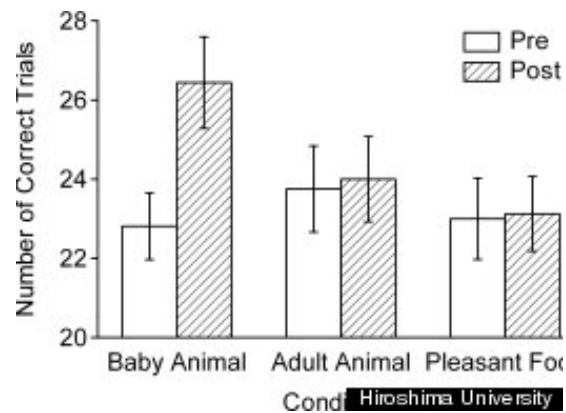 28
Pre
Post
26
24
22
20
Number of Correct Trials
Baby Animal Adult Animal Pleasant Foo
Condi
Hiroshima University